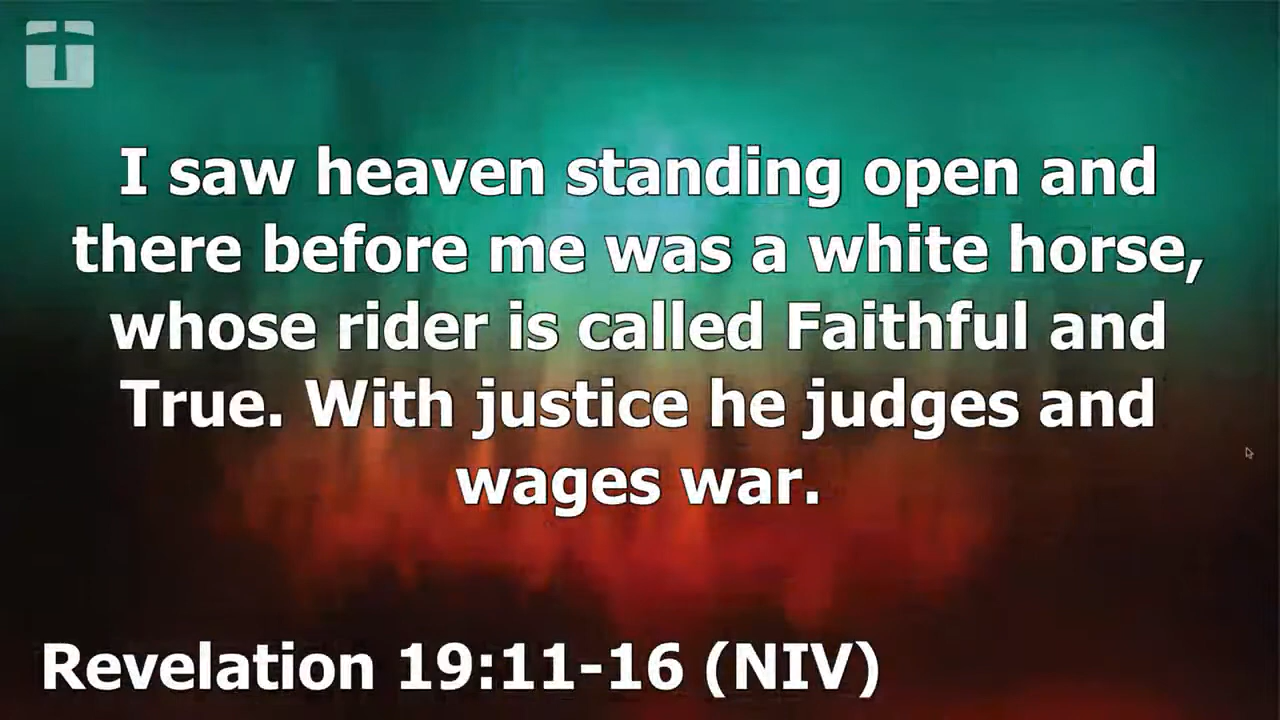 I saw heaven standing open and
there before me was a white horse,
whose rider is called Faithful and
True. With justice he judges and
wages war.
Revelation 19:11-16 (NIV)